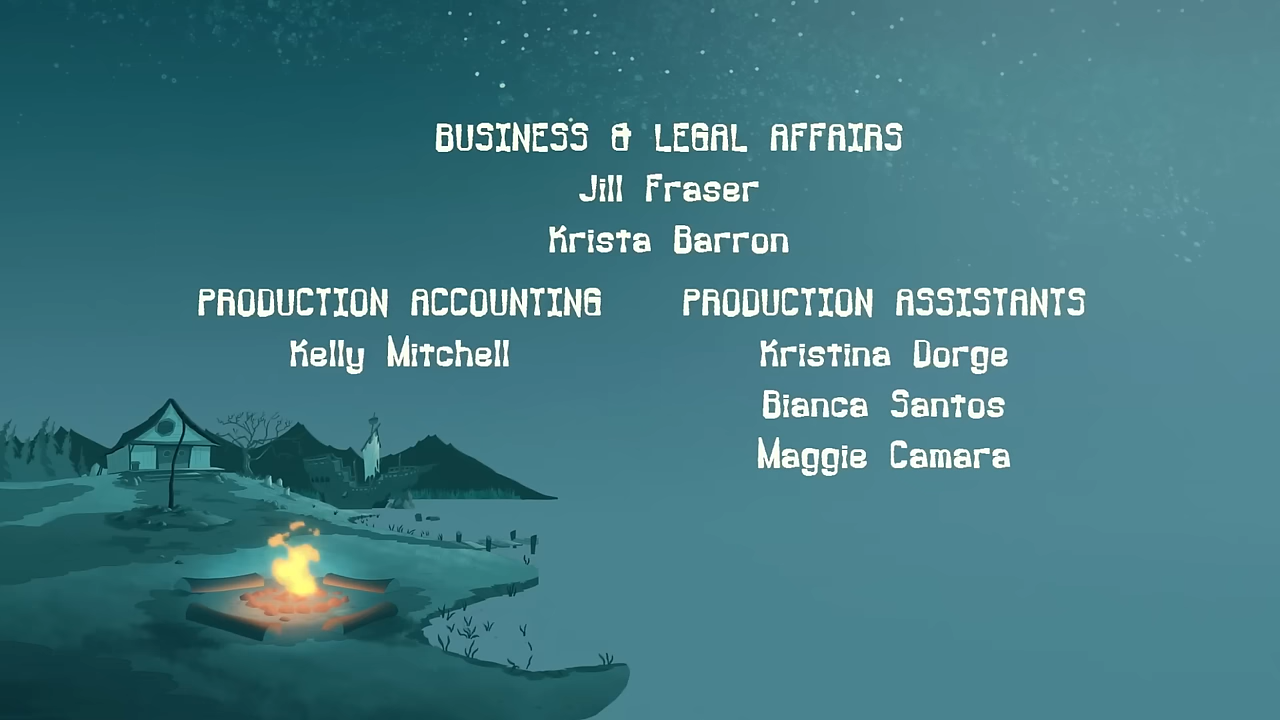 BUSINESS & LEGAL AFFAIRS
Jill Fraser
Krista Barron
PRODUCTION ACCOUNTING
Kelly Mitchell
PRODUCTION ASSISTANTS
Kristina Dorge
Bianca Santos
Maggie Camara